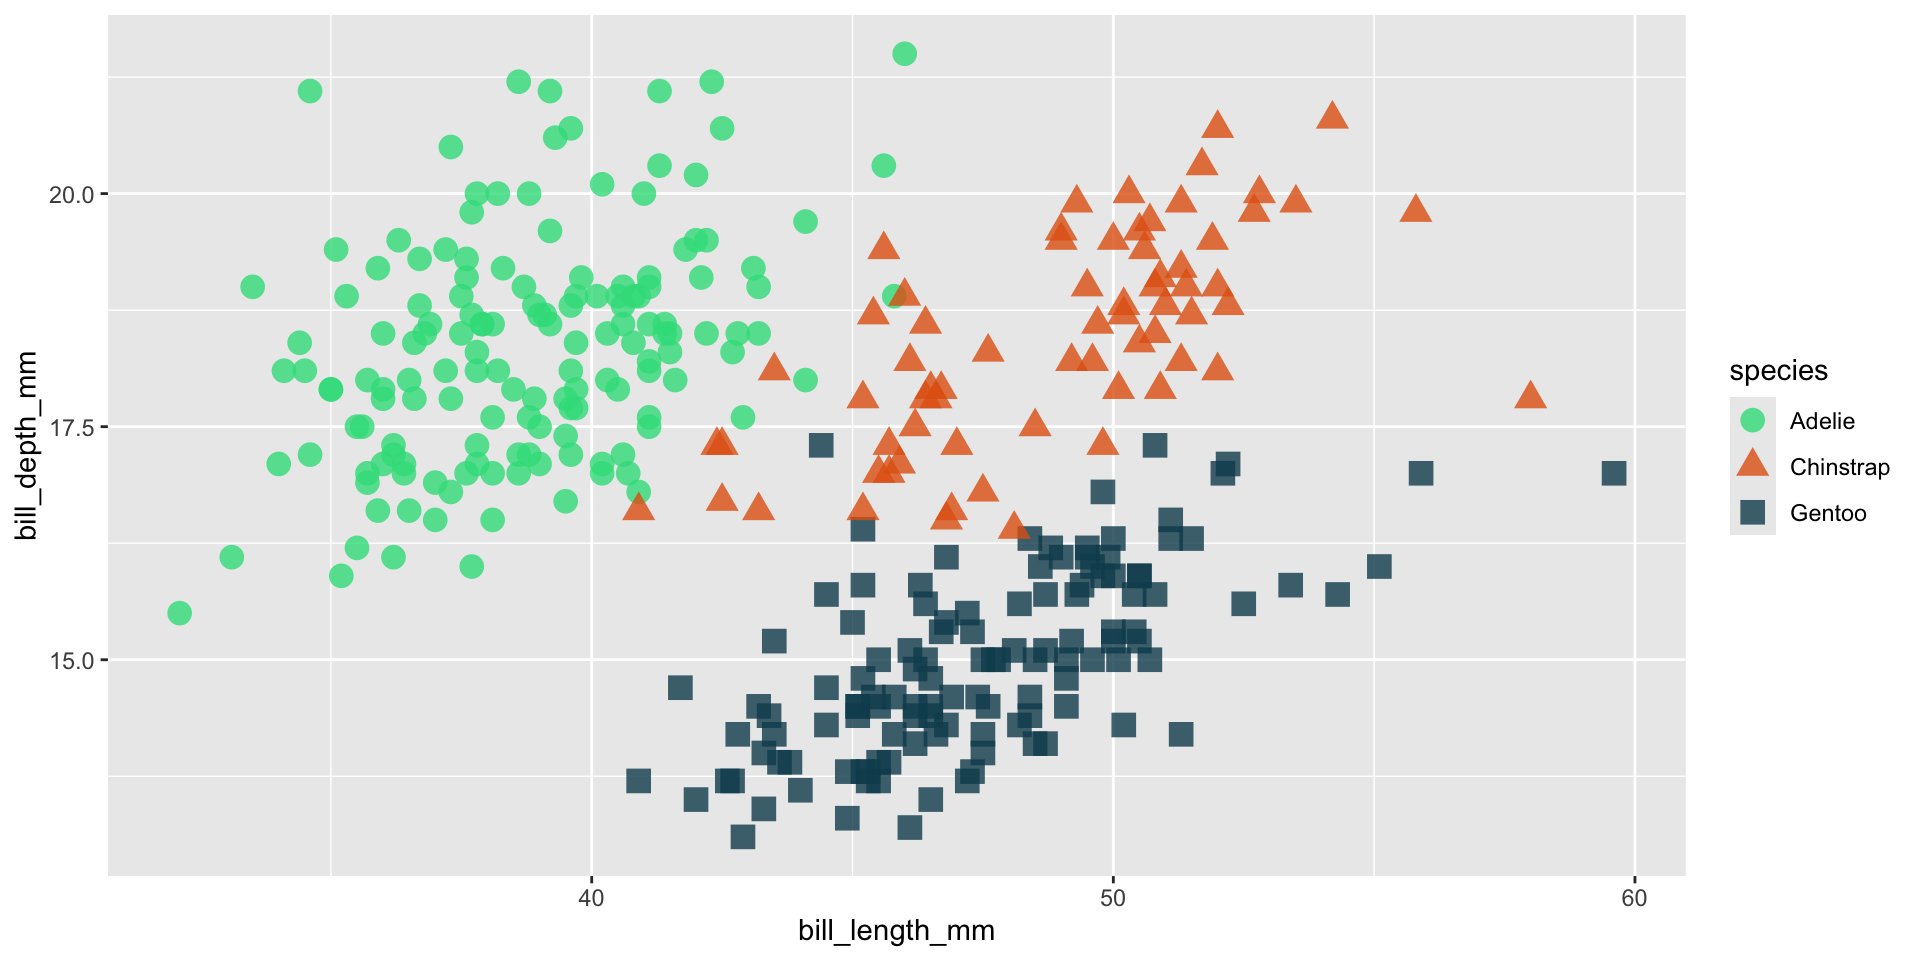 20.0
17.5
15.0
bill_depth_mm
40
50
60
bill_length_mm
species
Adelie
Chinstrap
Gentoo